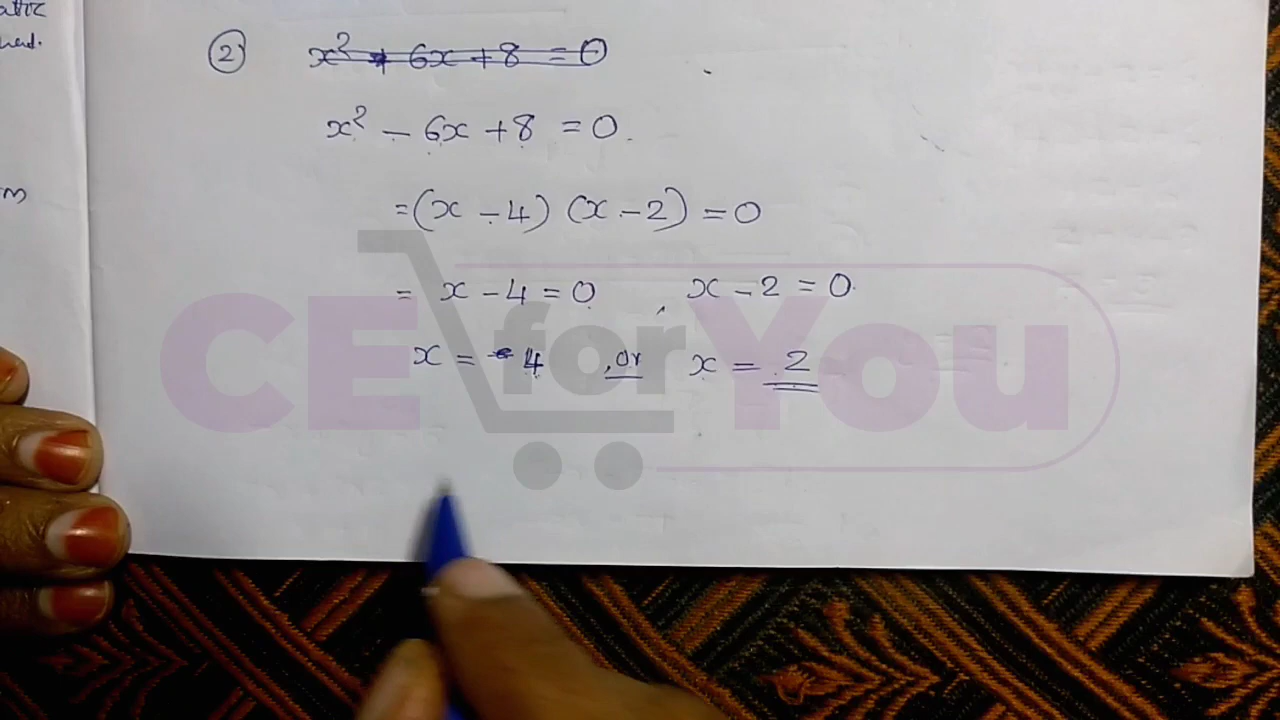 attic
② x² + 6x + 8 = 0
x² - 6x + 8 = 0.
= (x - 4) (x - 2) = 0
= x - 4 = 0 , x - 2 = 0.
x = 4 , or x = 2
CE for You